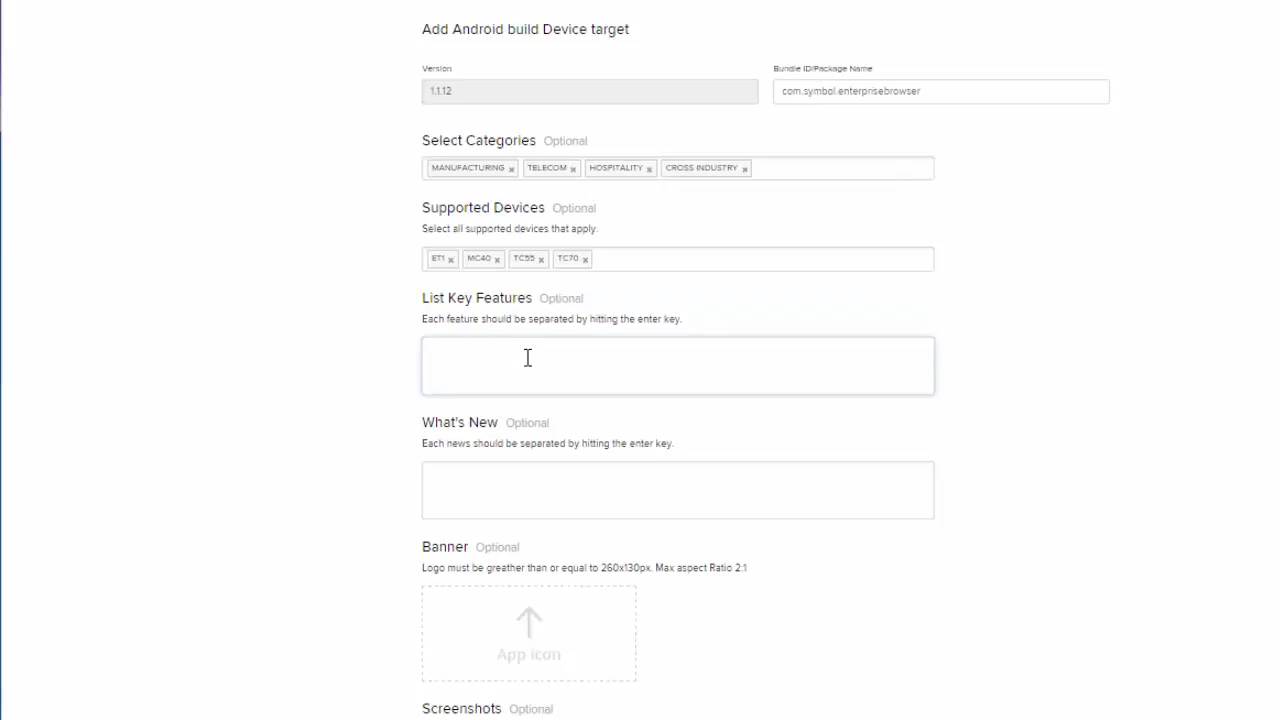 Add Android build Device target
Version
Bundle ID/Package Name
1.1.12
com.symbol.enterprisebrowser
Select Categories Optional
MANUFACTURING x TELECOM x HOSPITALITY x CROSS INDUSTRY x
Supported Devices Optional
Select all supported devices that apply.
ET1 x MC40 x TC55 x TC70 x
List Key Features Optional
Each feature should be separated by hitting the enter key.
What's New Optional
Each news should be separated by hitting the enter key.
Banner Optional
Logo must be greather than or equal to 260x130px. Max aspect Ratio 2:1
App icon
Screenshots Optional